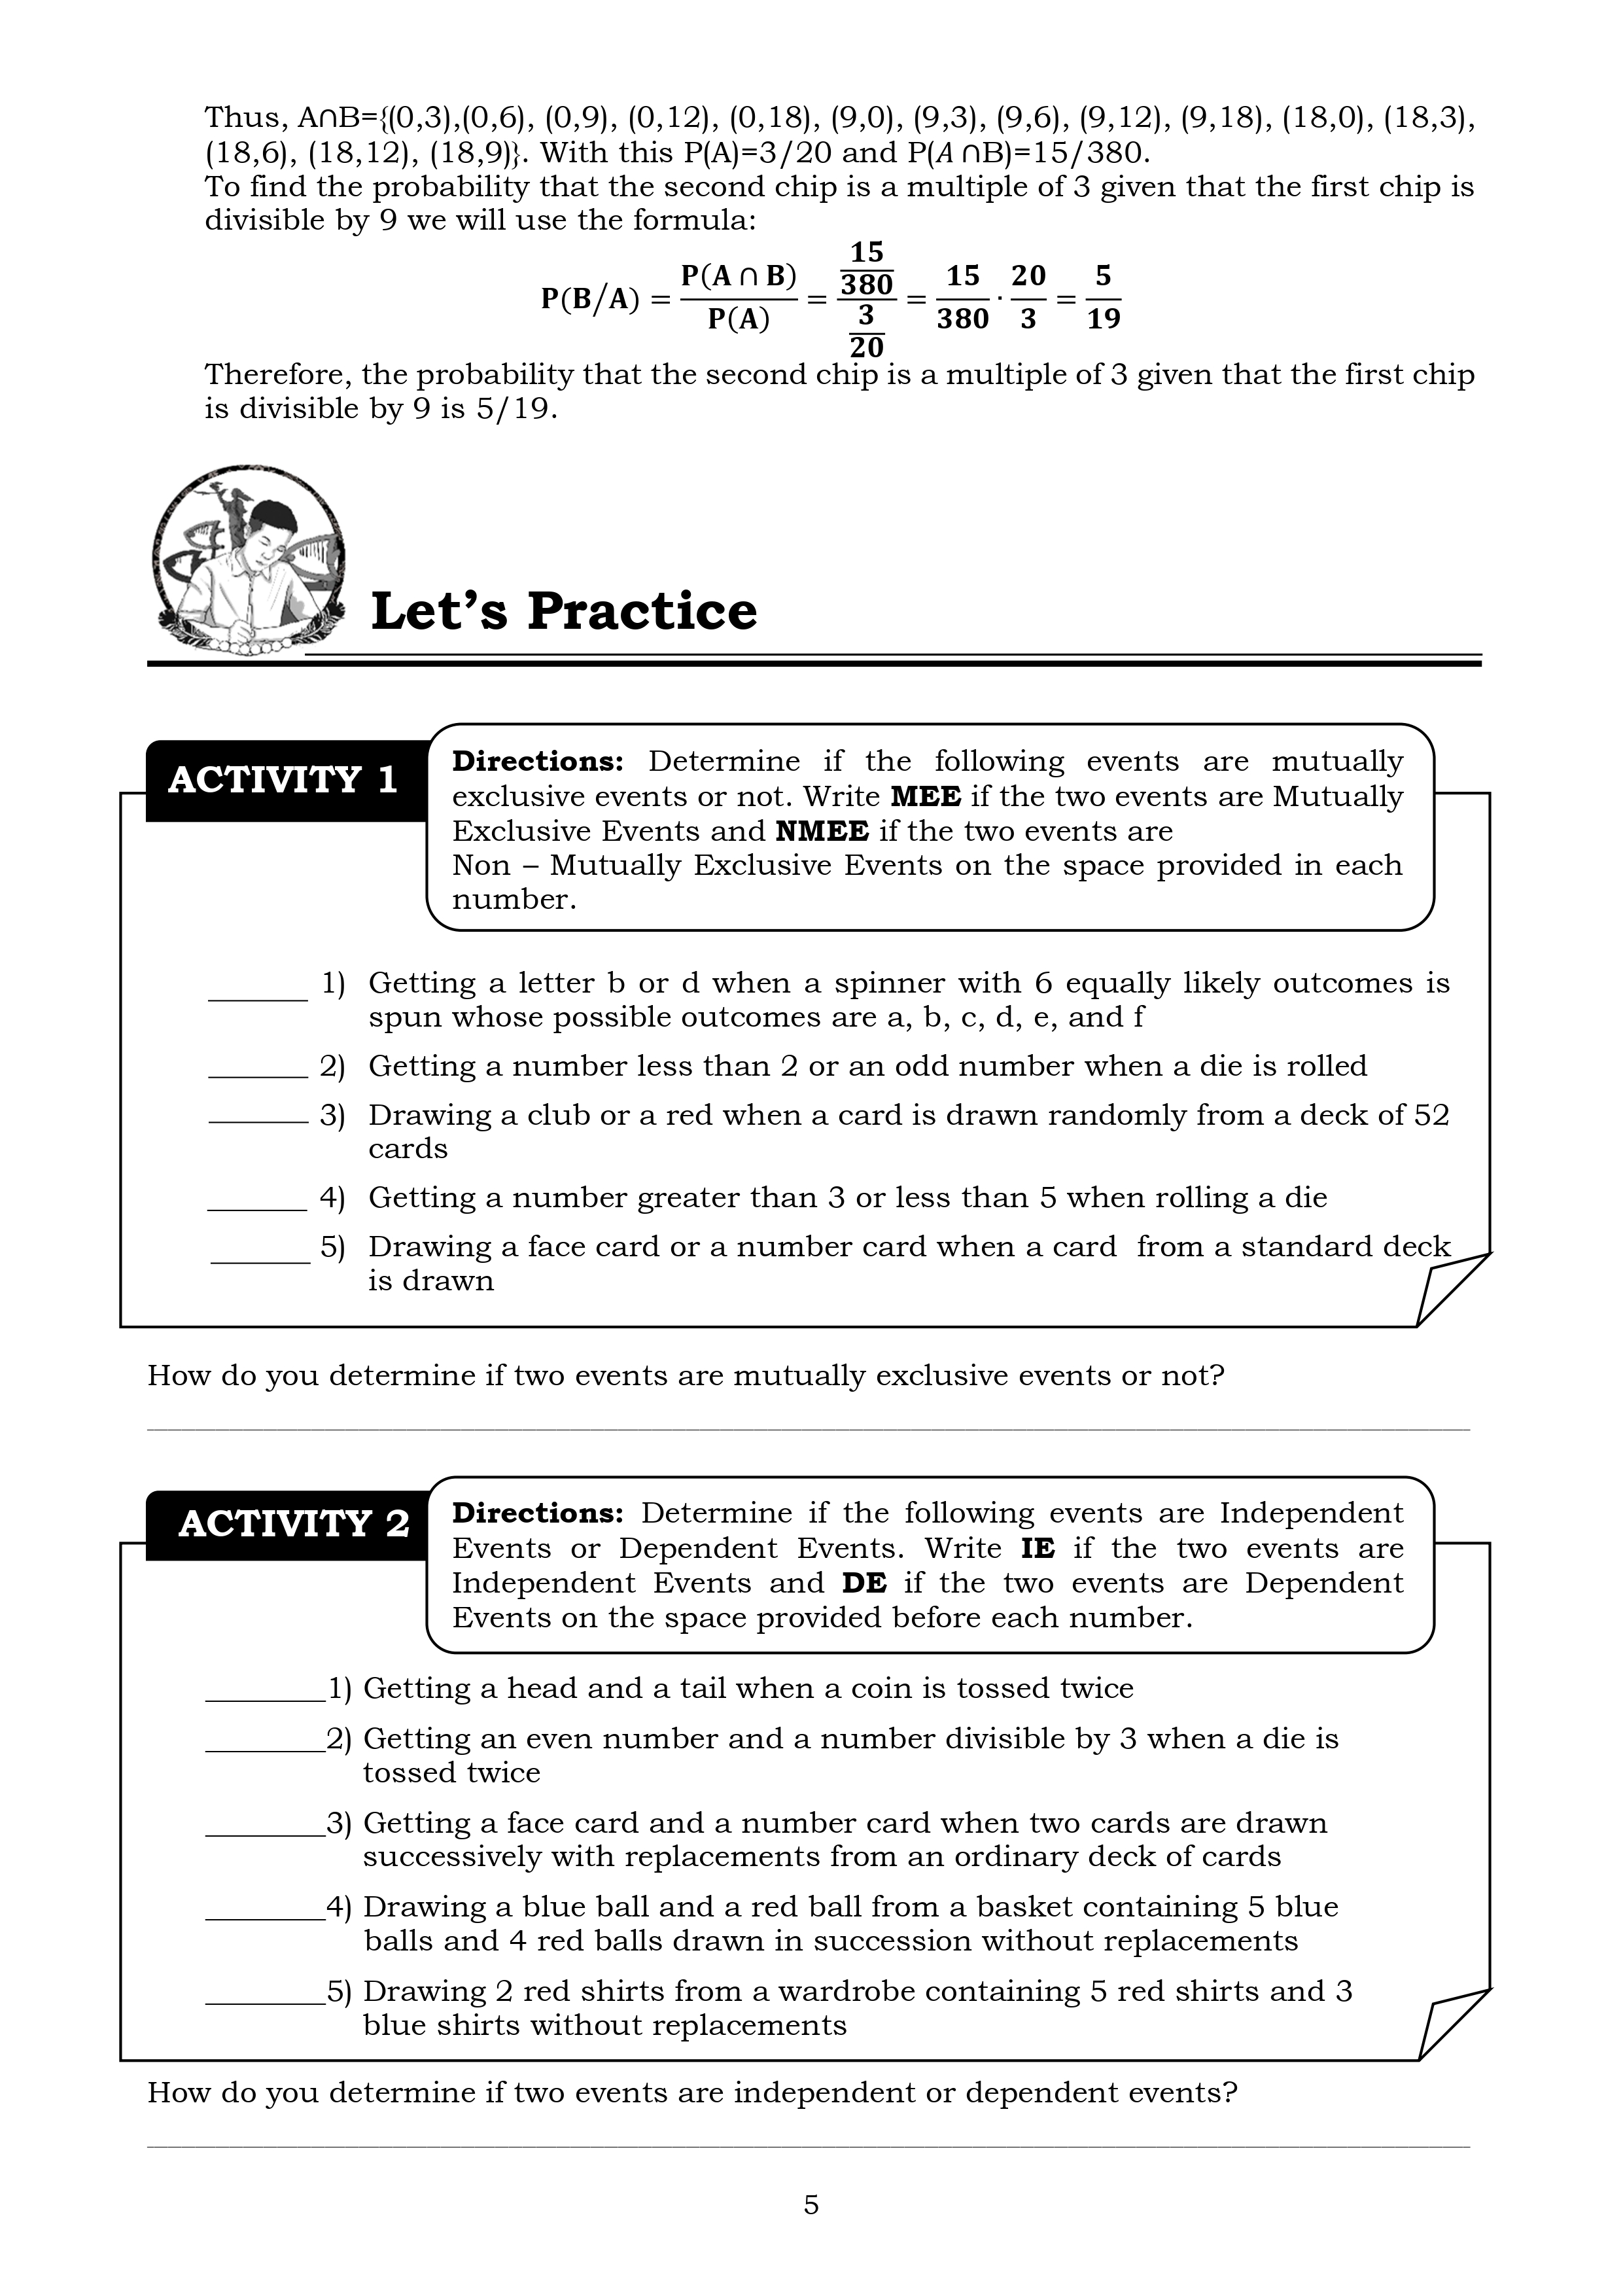 Thus, A∩B={(0,3),(0,6), (0,9), (0,12), (0,18), (9,0), (9,3), (9,6), (9,12), (9,18), (18,0), (18,3),
(18,6), (18,12), (18,9)}. With this P(A)=3/20 and P(A ∩B)=15/380.
To find the probability that the second chip is a multiple of 3 given that the first chip is
divisible by 9 we will use the formula:
P(B/A) = P(A ∩ B)/P(A) = (15/380)/(3/20) = 15/380 · 20/3 = 5/19
Therefore, the probability that the second chip is a multiple of 3 given that the first chip
is divisible by 9 is 5/19.
Let’s Practice
ACTIVITY 1
Directions: Determine if the following events are mutually
exclusive events or not. Write MEE if the two events are Mutually
Exclusive Events and NMEE if the two events are
Non – Mutually Exclusive Events on the space provided in each
number.
_______ 1) Getting a letter b or d when a spinner with 6 equally likely outcomes is
spun whose possible outcomes are a, b, c, d, e, and f
_______ 2) Getting a number less than 2 or an odd number when a die is rolled
_______ 3) Drawing a club or a red when a card is drawn randomly from a deck of 52
cards
_______ 4) Getting a number greater than 3 or less than 5 when rolling a die
_______ 5) Drawing a face card or a number card when a card from a standard deck
is drawn
How do you determine if two events are mutually exclusive events or not?
ACTIVITY 2
Directions: Determine if the following events are Independent
Events or Dependent Events. Write IE if the two events are
Independent Events and DE if the two events are Dependent
Events on the space provided before each number.
________1) Getting a head and a tail when a coin is tossed twice
________2) Getting an even number and a number divisible by 3 when a die is
tossed twice
________3) Getting a face card and a number card when two cards are drawn
successively with replacements from an ordinary deck of cards
________4) Drawing a blue ball and a red ball from a basket containing 5 blue
balls and 4 red balls drawn in succession without replacements
________5) Drawing 2 red shirts from a wardrobe containing 5 red shirts and 3
blue shirts without replacements
How do you determine if two events are independent or dependent events?
5